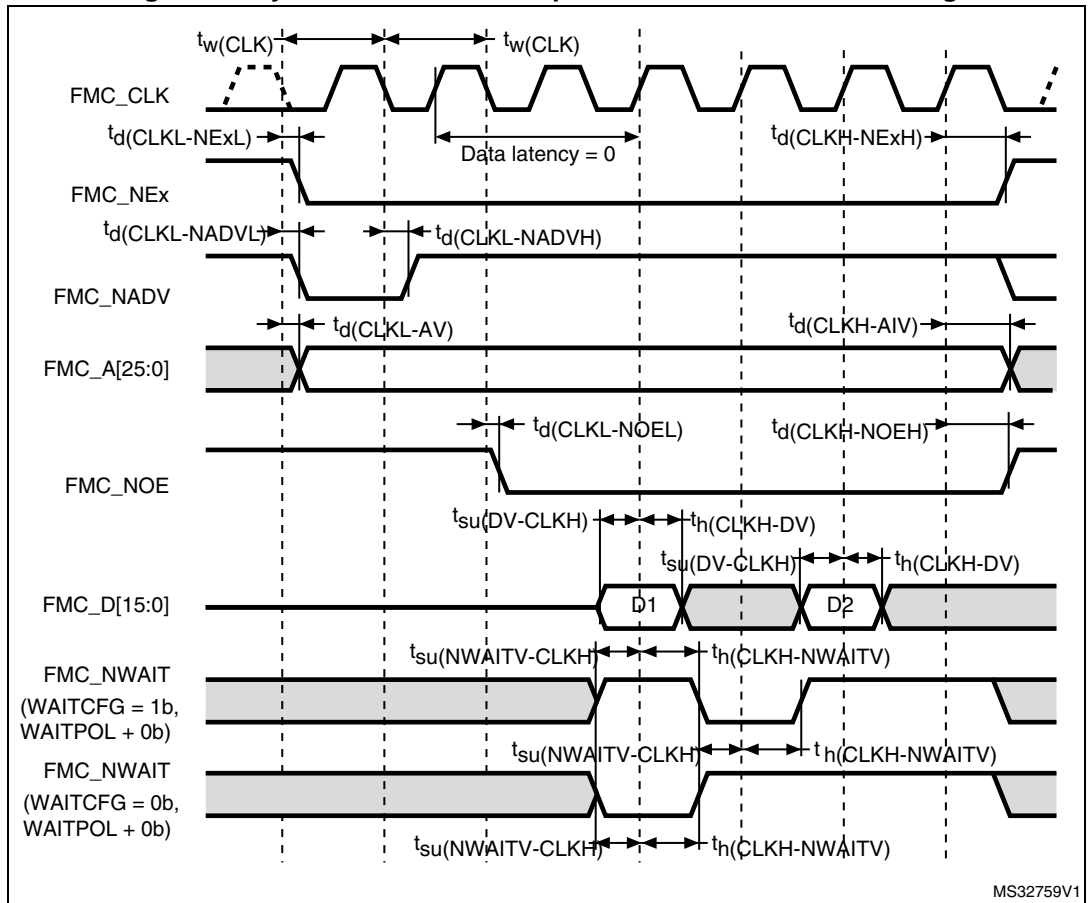 tw(CLK) tw(CLK)
FMC_CLK
td(CLKL-NExL) Data latency = 0 td(CLKH-NExH)
FMC_NEx
td(CLKL-NADVL) td(CLKL-NADVH)
FMC_NADV
td(CLKL-AV) td(CLKH-AIV)
FMC_A[25:0]
td(CLKL-NOEL) td(CLKH-NOEH)
FMC_NOE
tsu(DV-CLKH) th(CLKH-DV)
tsu(DV-CLKH) th(CLKH-DV)
FMC_D[15:0] D1 D2
tsu(NWAITV-CLKH) th(CLKH-NWAITV)
FMC_NWAIT
(WAITCFG = 1b,
WAITPOL + 0b)
tsu(NWAITV-CLKH) th(CLKH-NWAITV)
FMC_NWAIT
(WAITCFG = 0b,
WAITPOL + 0b)
tsu(NWAITV-CLKH) th(CLKH-NWAITV)
MS32759V1